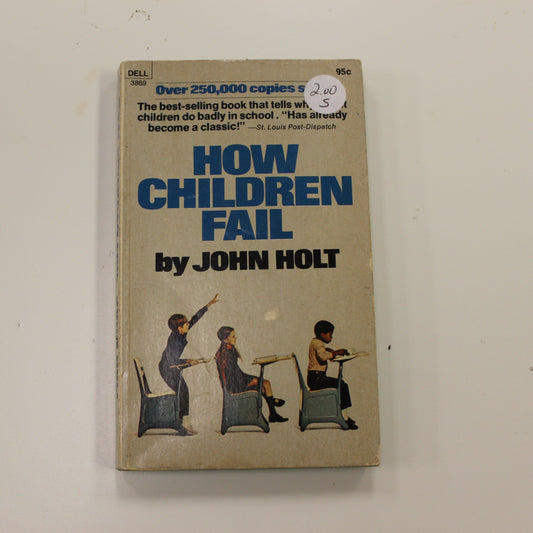 DELL
3869
95c
Over 250,000 copies s
2.00
S
The best-selling book that tells why
children do badly in school. "Has already
become a classic!" —St. Louis Post-Dispatch
HOW
CHILDREN
FAIL
by JOHN HOLT